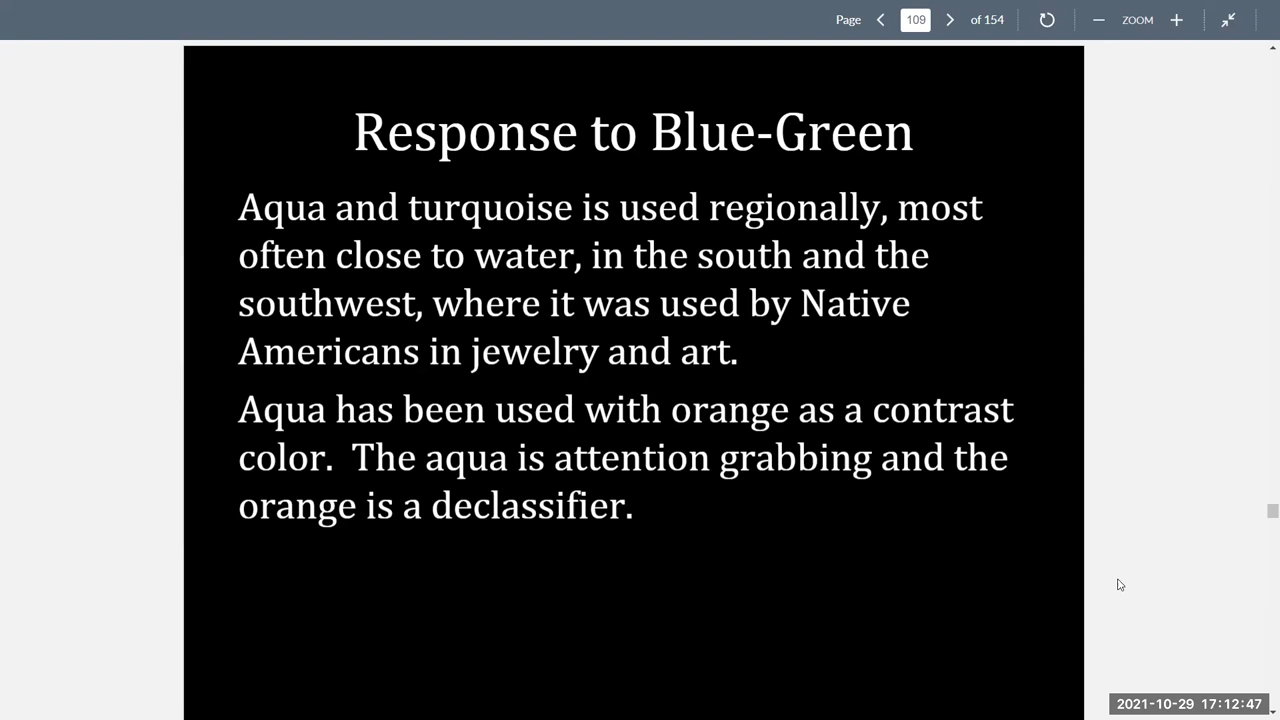 Page 109 of 154 ZOOM
Response to Blue-Green
Aqua and turquoise is used regionally, most
often close to water, in the south and the
southwest, where it was used by Native
Americans in jewelry and art.
Aqua has been used with orange as a contrast
color.  The aqua is attention grabbing and the
orange is a declassifier.
2021-10-29 17:12:47